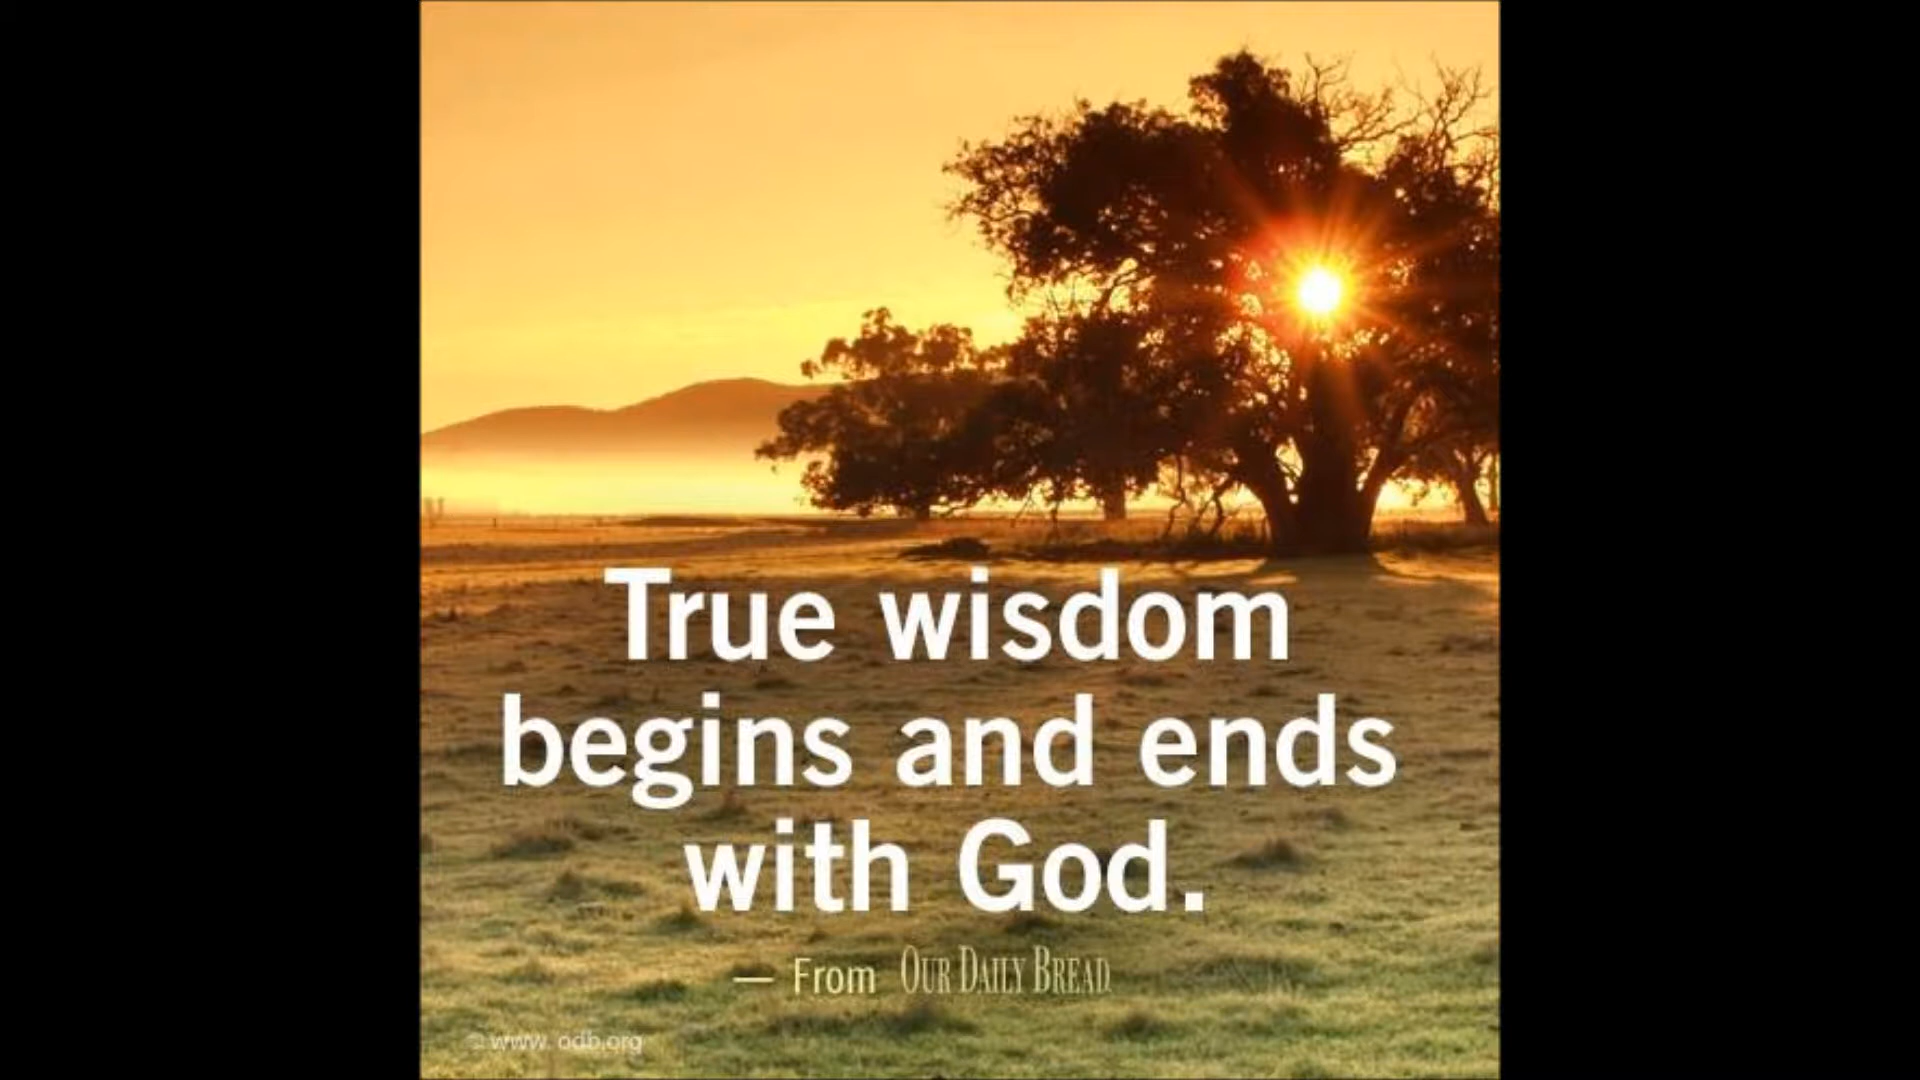 True wisdom
begins and ends
with God.
— From OUR DAILY BREAD
© www.odb.org